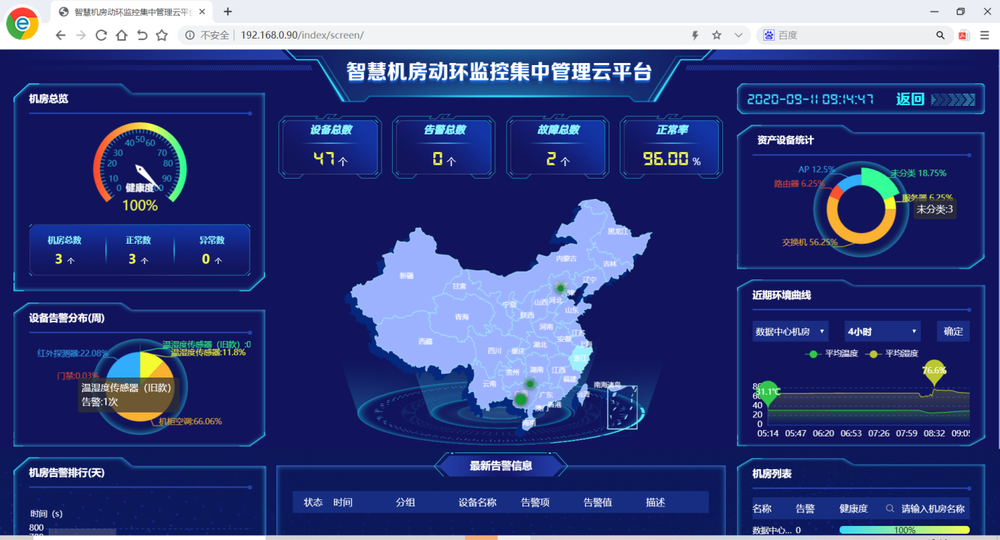 智慧机房动环监控集中管理云平台
不安全 192.168.0.90/index/screen/
百度
智慧机房动环监控集中管理云平台
2020-09-11 09:14:47 返回
机房总览
0 10 20 30 40 50 60 70 80 90
健康度
100%
机房总数 正常数 异常数
3 个 3 个 0 个
设备总数 告警总数 故障总数 正常率
47 个 0 个 2 个 96.00 %
资产设备统计
AP 12.5%
未分类 18.75%
路由器 6.25%
服务器 6.25%
未分类:3
交换机 56.25%
设备告警分布(周)
温湿度传感器（旧款）:0
红外探测器:22.08%
温湿度传感器:11.8%
门禁:0.03%
温湿度传感器（旧款）
告警:1次
机柜空调:66.06%
黑龙江
内蒙古
吉林
新疆
辽宁
甘肃
津
宁夏
山西
河北
山东
青海
陕西
河南
江苏
西藏
安徽
上海
四川
重庆
湖北
浙江
贵州
湖南
江西
云南
福建
南海诸岛
广西
广东
台湾
香港
澳门
海南
近期环境曲线
数据中心机房 4小时 确定
平均温度 平均湿度
76.6%
31.1℃
80
60
40
20
0
05:14 05:47 06:20 06:53 07:26 07:59 08:32 09:05
机房告警排行(天)
时间（s）
800
最新告警信息
状态 时间 分组 设备名称 告警项 告警值 描述
机房列表
名称 告警 健康度 请输入机房名称
数据中心... 0 100%